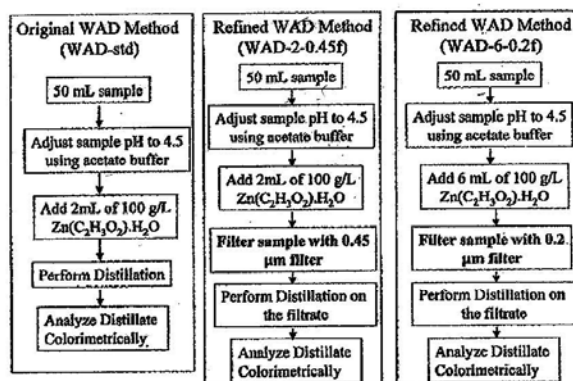 Original WAD Method
(WAD-std)
50 mL sample
Adjust sample pH to 4.5
using acetate buffer
Add 2mL of 100 g/L
Zn(C₂H₃O₂).H₂O
Perform Distillation
Analyze Distillate
Colorimetrically
Refined WAD Method
(WAD-2-0.45f)
50 mL sample
Adjust sample pH to 4.5
using acetate buffer
Add 2mL of 100 g/L
Zn(C₂H₃O₂).H₂O
Filter sample with 0.45
µm filter
Perform Distillation on
the filtrate
Analyze Distillate
Colorimetrically
Refined WAD Method
(WAD-6-0.2f)
50 mL sample
Adjust sample pH to 4.5
using acetate buffer
Add 6 mL of 100 g/L
Zn(C₂H₃O₂).H₂O
Filter sample with 0.2
µm filter
Perform Distillation on
the filtrate
Analyze Distillate
Colorimetrically